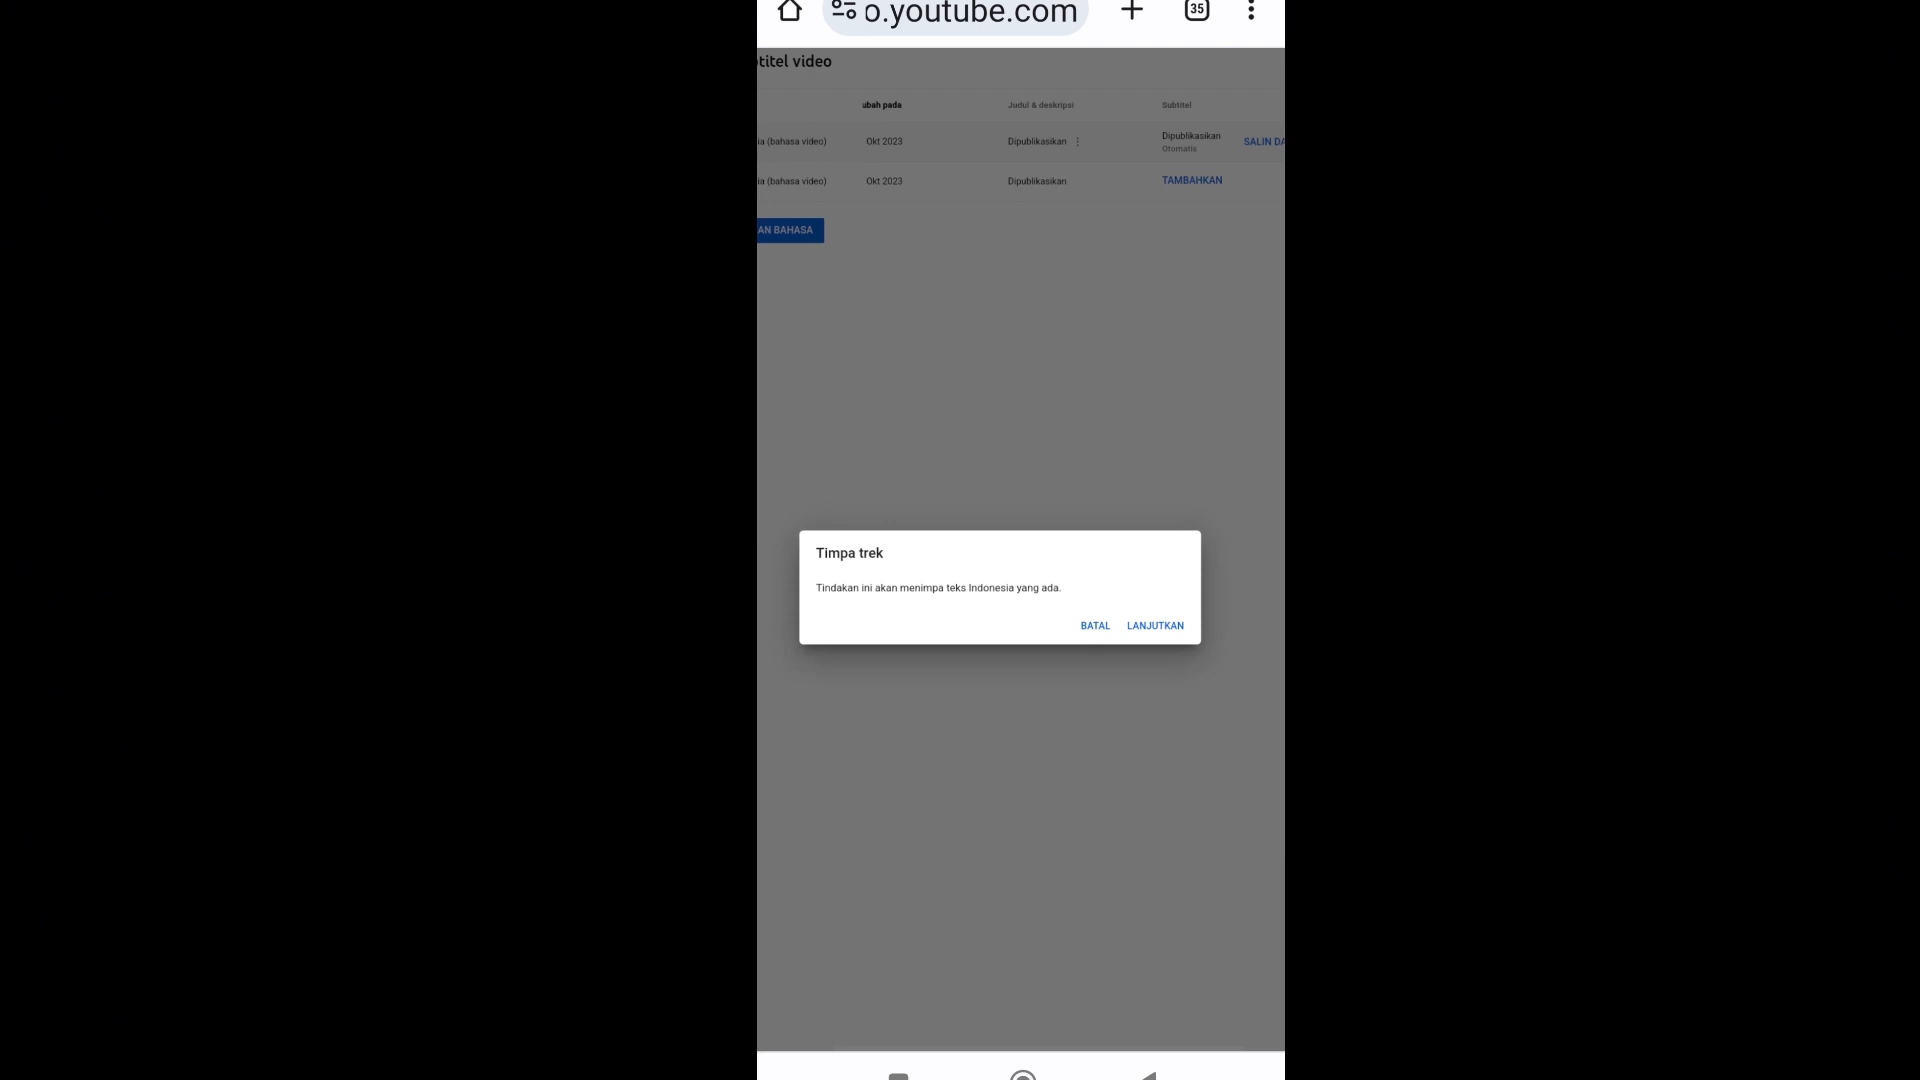 o.youtube.com
35
otitel video
ubah pada
Judul & deskripsi
Subtitel
ia (bahasa video)
Okt 2023
Dipublikasikan
Dipublikasikan
Otomatis
SALIN DA
ia (bahasa video)
Okt 2023
Dipublikasikan
TAMBAHKAN
AN BAHASA
Timpa trek
Tindakan ini akan menimpa teks Indonesia yang ada.
BATAL
LANJUTKAN